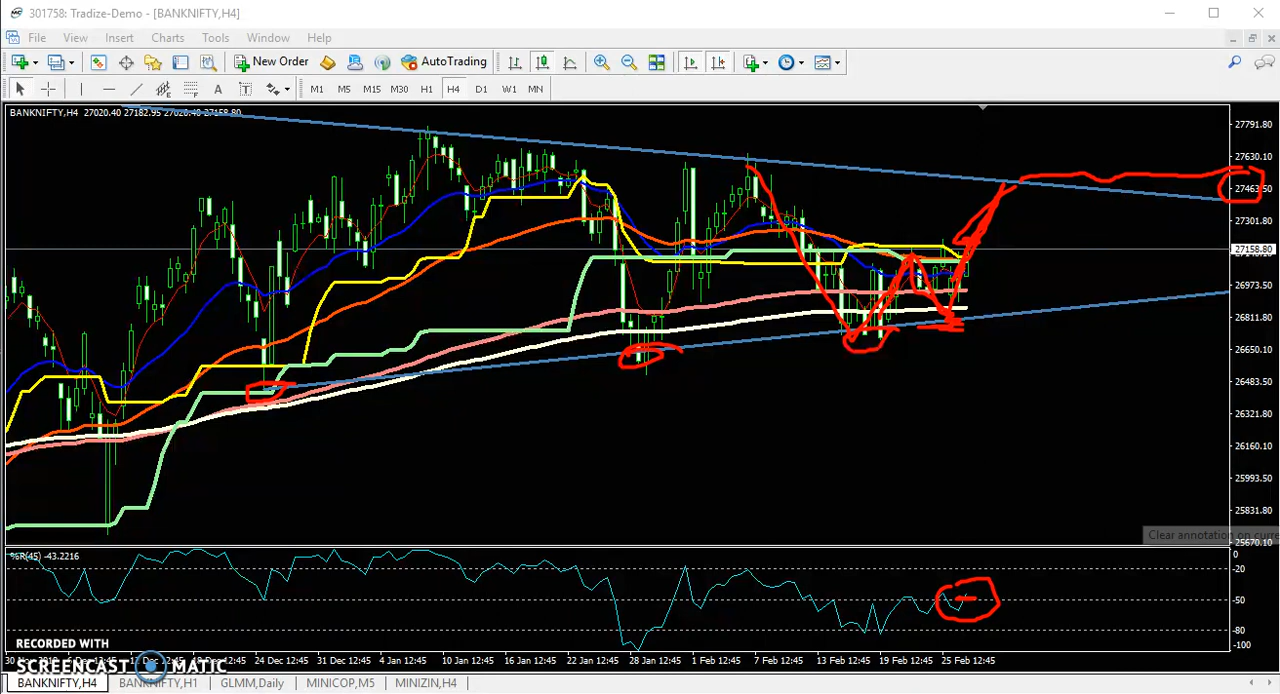 301758: Tradize-Demo - [BANKNIFTY,H4]
File View Insert Charts Tools Window Help
New Order AutoTrading
A T M1 M5 M15 M30 H1 H4 D1 W1 MN
BANKNIFTY,H4 27020.40 27182.95 27020.40 27158.80
27791.80
27630.10
27463.50
27301.80
27158.80
26973.50
26811.80
26650.10
26483.50
26321.80
26160.10
25993.50
25831.80
25670.10
Clear annotation on curre
%R(45) -43.2216
0
-20
-50
-80
-100
RECORDED WITH
SCREENCAST MATIC
24 Dec 12:45 31 Dec 12:45 4 Jan 12:45 10 Jan 12:45 16 Jan 12:45 22 Jan 12:45 28 Jan 12:45 1 Feb 12:45 7 Feb 12:45 13 Feb 12:45 19 Feb 12:45 25 Feb 12:45
BANKNIFTY,H4 BANKNIFTY,H1 GLMM,Daily MINICOP,M5 MINIZIN,H4